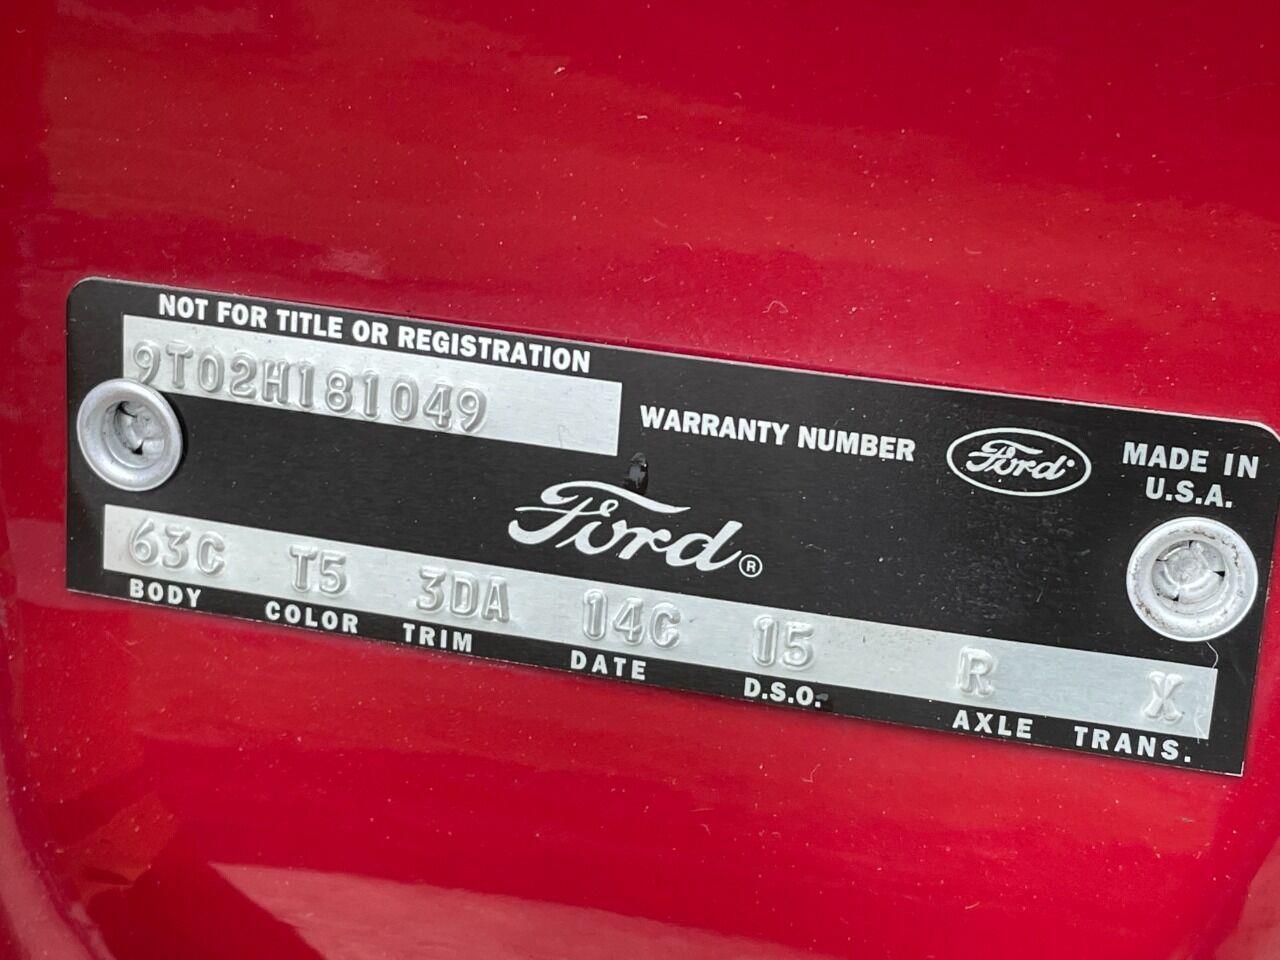 NOT FOR TITLE OR REGISTRATION
9T02H181049
WARRANTY NUMBER
Ford
MADE IN
U.S.A.
Ford®
63C T5 3DA 14C 15 R X
BODY COLOR TRIM DATE D.S.O. AXLE TRANS.